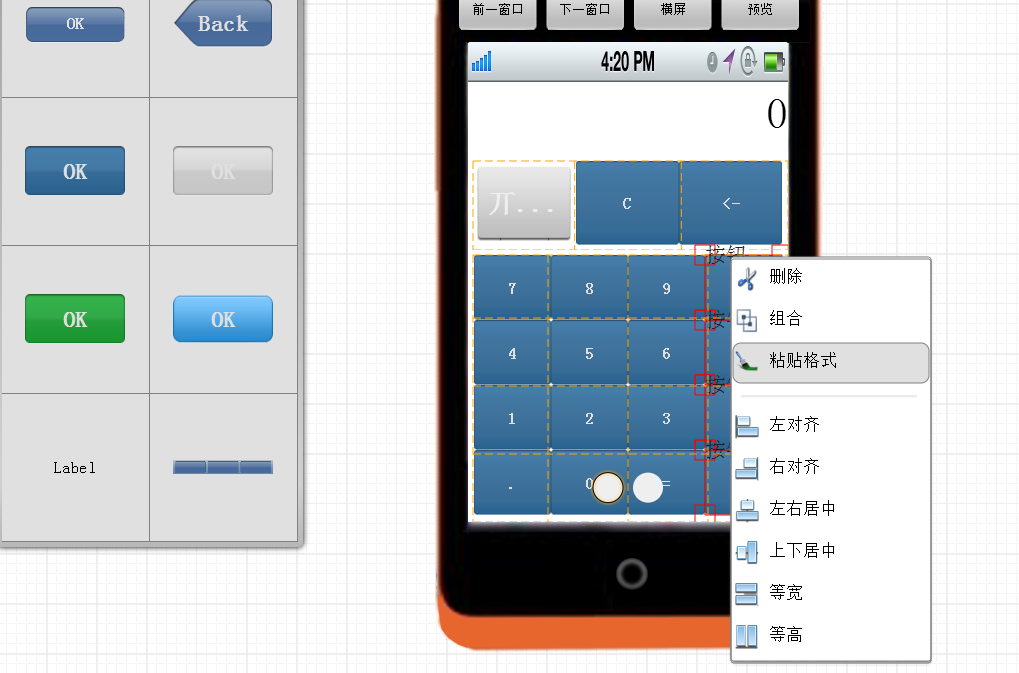 OK
Back
OK
OK
OK
OK
Label
前一窗口
下一窗口
横屏
预览
4:20 PM
0
开...
C
<-
7
8
9
4
5
6
1
2
3
.
0
=
按钮
按
按
按
删除
组合
粘贴格式
左对齐
右对齐
左右居中
上下居中
等宽
等高